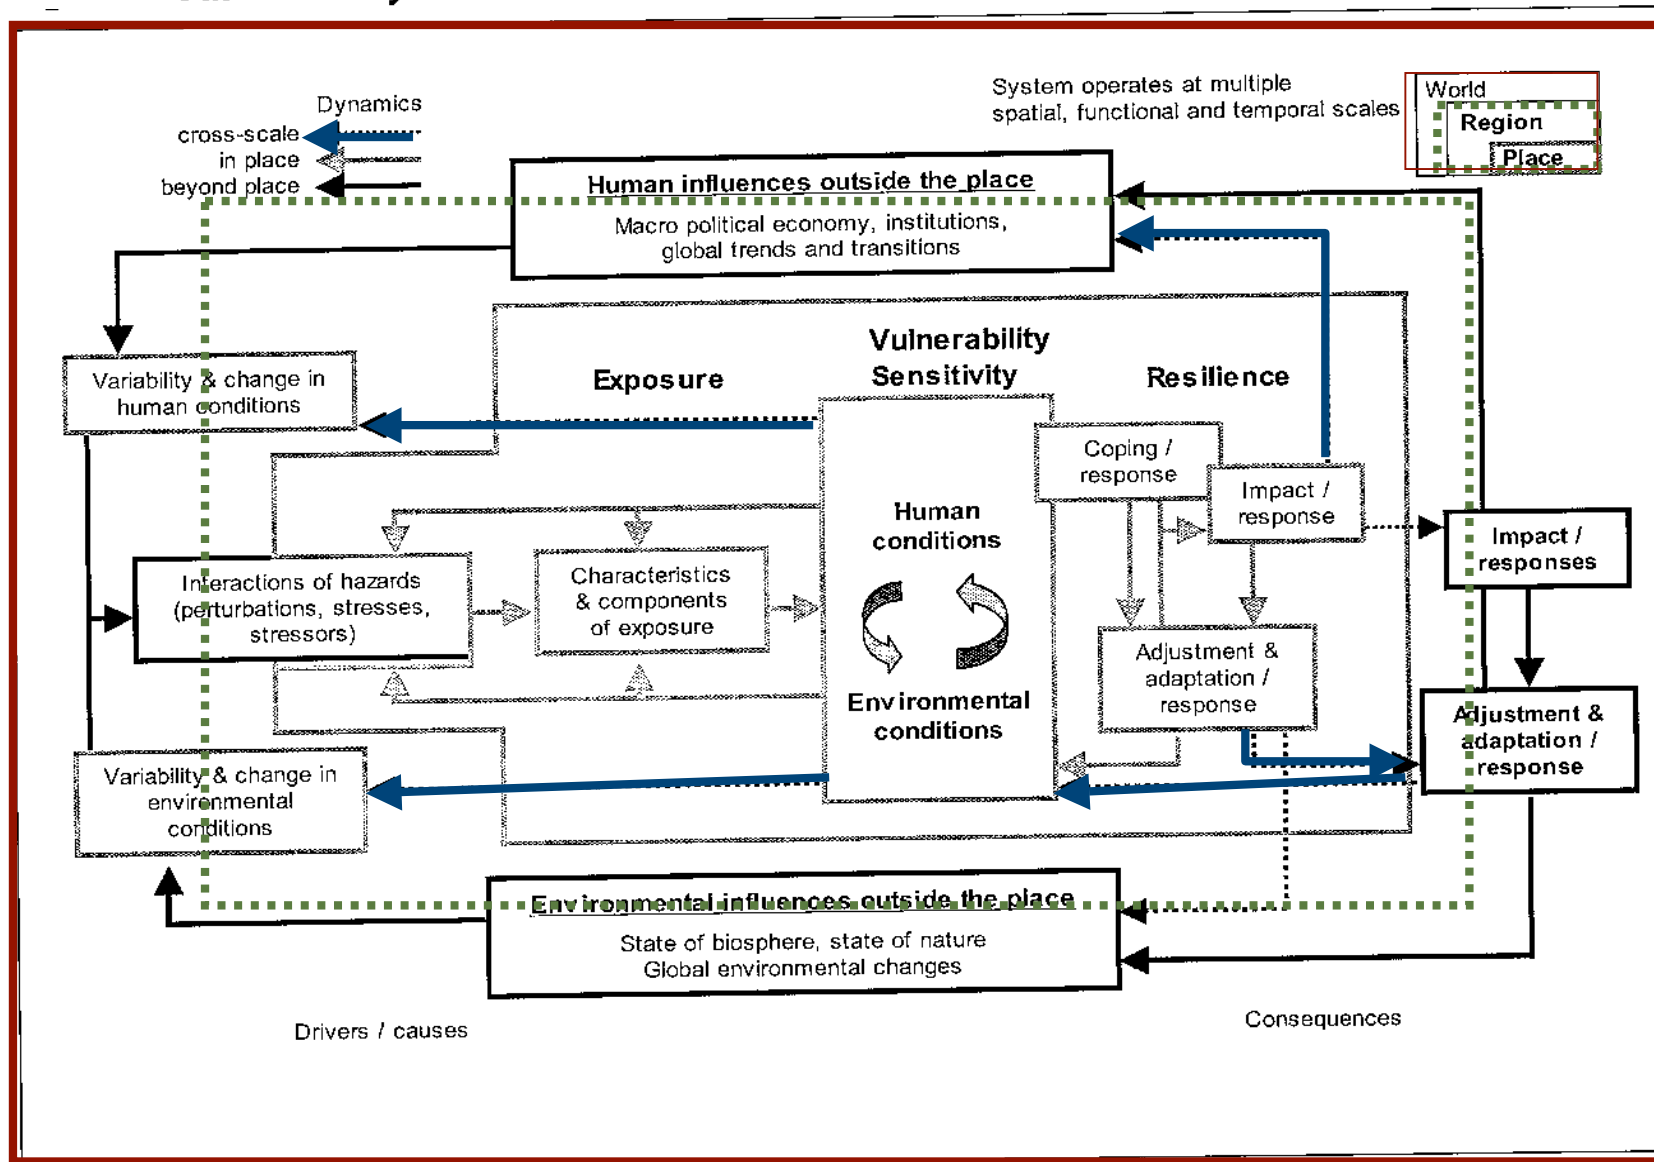 Dynamics
cross-scale
in place
beyond place
System operates at multiple
spatial, functional and temporal scales
World
Region
Place
Human influences outside the place
Macro political economy, institutions,
global trends and transitions
Variability & change in
human conditions
Vulnerability
Exposure
Sensitivity
Resilience
Coping /
response
Impact /
response
Human
conditions
Impact /
responses
Interactions of hazards
(perturbations, stresses,
stressors)
Characteristics
& components
of exposure
Adjustment &
adaptation /
response
Environmental
conditions
Adjustment &
adaptation /
response
Variability & change in
environmental
conditions
Environmental influences outside the place
State of biosphere, state of nature
Global environmental changes
Drivers / causes
Consequences